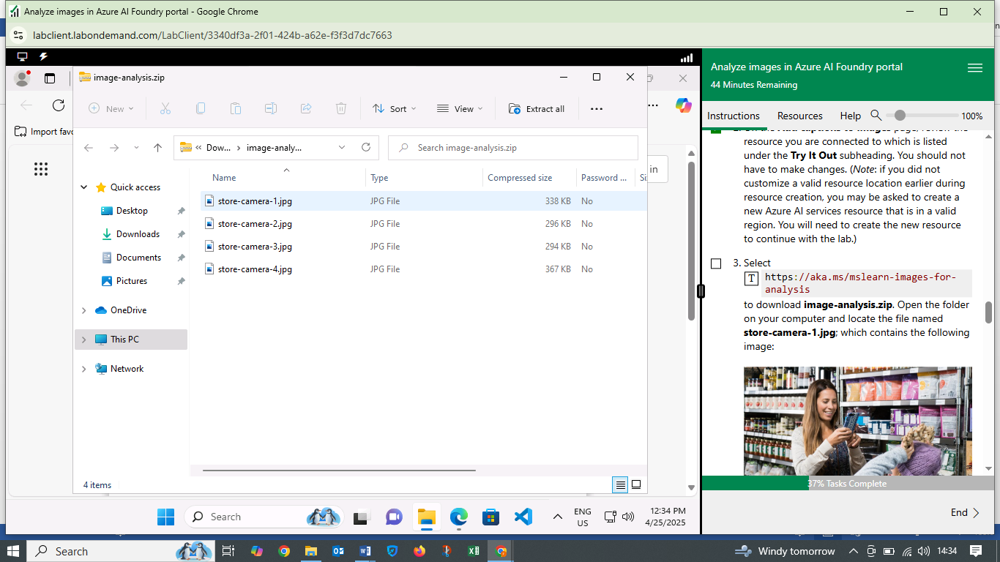 Analyze images in Azure AI Foundry portal - Google Chrome
labclient.labondemand.com/LabClient/3340df3a-2f01-424b-a62e-f3f3d7dc7663
image-analysis.zip
New
Sort
View
Extract all
Import favo
Dow...
image-analy...
Search image-analysis.zip
in
Name
Type
Compressed size
Password ...
Si
Quick access
Desktop
Downloads
Documents
Pictures
OneDrive
This PC
Network
store-camera-1.jpg JPG File 338 KB No
store-camera-2.jpg JPG File 296 KB No
store-camera-3.jpg JPG File 294 KB No
store-camera-4.jpg JPG File 367 KB No
4 items
Search
ENG
US
12:34 PM
4/25/2025
Analyze images in Azure AI Foundry portal
44 Minutes Remaining
Instructions Resources Help 100%
resource you are connected to which is listed
under the Try It Out subheading. You should not
have to make changes. (Note: if you did not
customize a valid resource location earlier during
resource creation, you may be asked to create a
new Azure AI services resource that is in a valid
region. You will need to create the new resource
to continue with the lab.)
3. Select
T
https://aka.ms/mslearn-images-for-
analysis
to download image-analysis.zip. Open the folder
on your computer and locate the file named
store-camera-1.jpg; which contains the following
image:
37% Tasks Complete
End
Search
Windy tomorrow
14:34